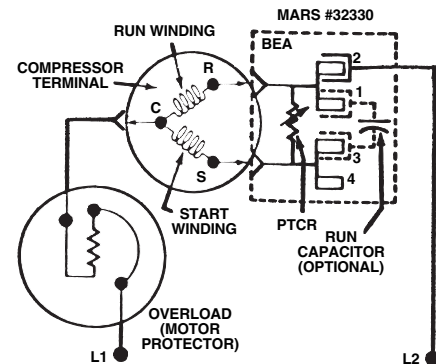 MARS #32330
RUN WINDING
BEA
COMPRESSOR
TERMINAL
R
2
1
C
S
3
4
START
WINDING
PTCR
RUN
CAPACITOR
(OPTIONAL)
OVERLOAD
(MOTOR
PROTECTOR)
L1
L2